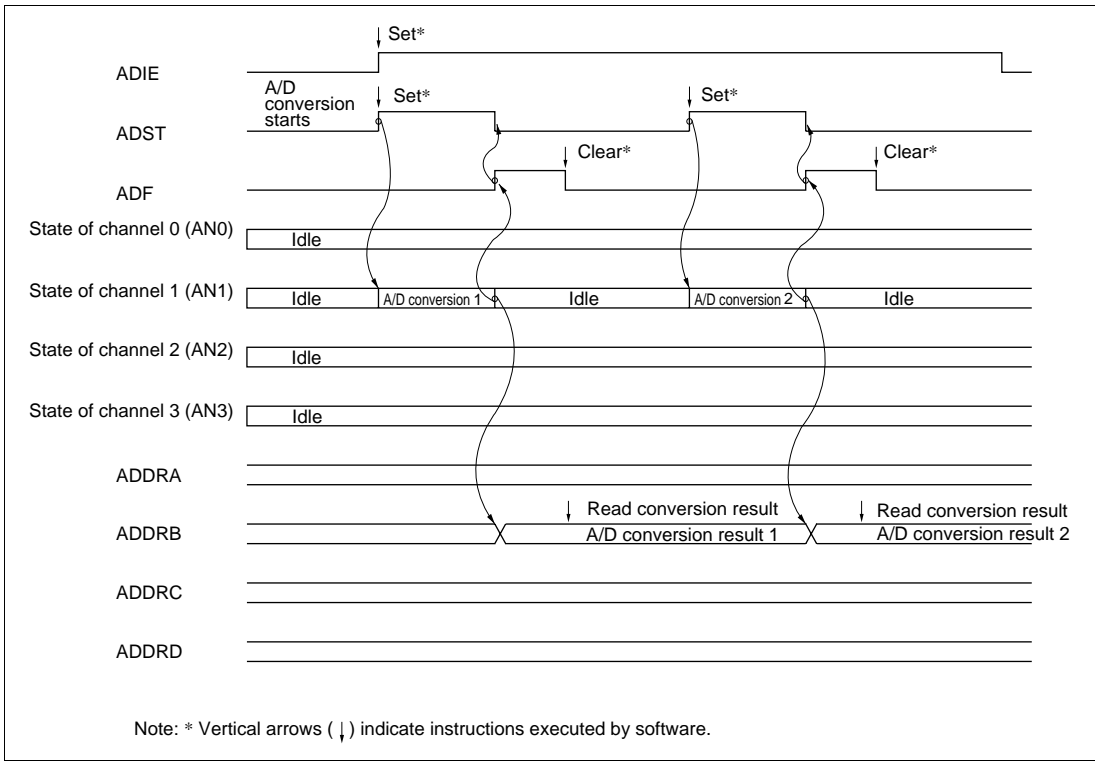 Set*
ADIE
A/D
conversion
starts
Set*
Set*
ADST
Clear*
Clear*
ADF
State of channel 0 (AN0)
Idle
State of channel 1 (AN1)
Idle
A/D conversion 1
Idle
A/D conversion 2
Idle
State of channel 2 (AN2)
Idle
State of channel 3 (AN3)
Idle
ADDRA
Read conversion result
Read conversion result
ADDRB
A/D conversion result 1
A/D conversion result 2
ADDRC
ADDRD
Note: * Vertical arrows (↓) indicate instructions executed by software.